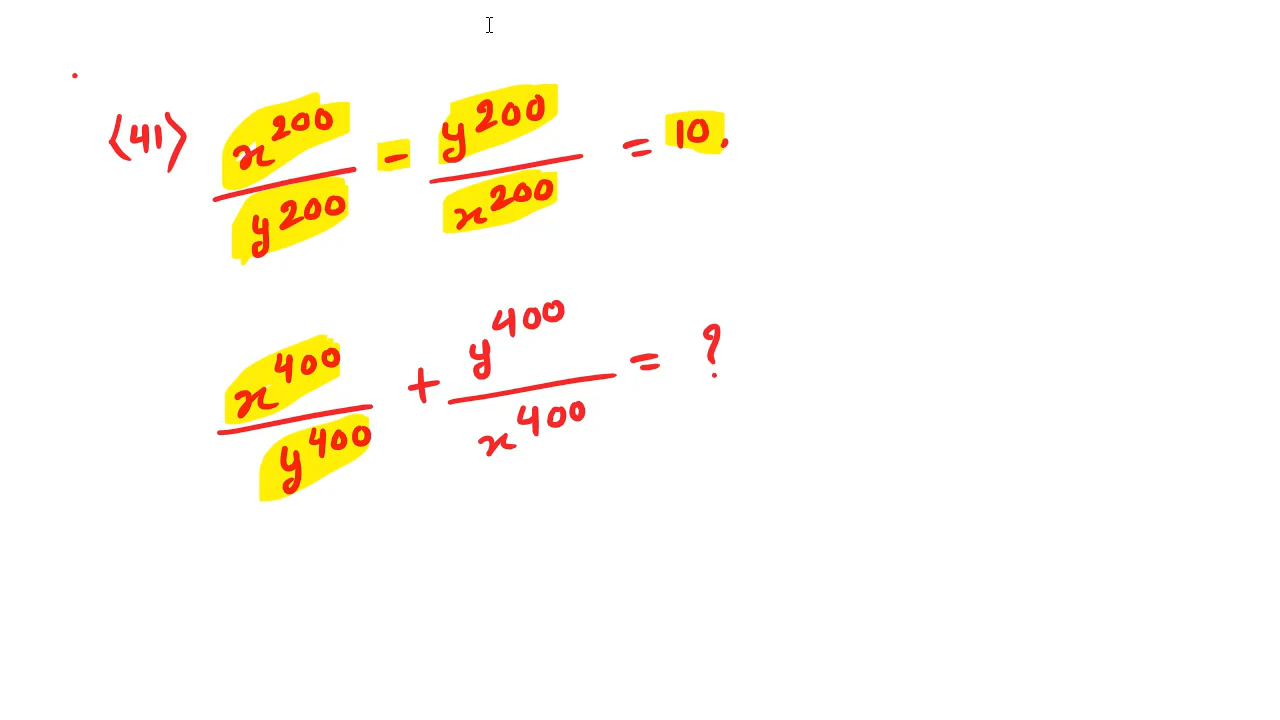 ⟨41⟩ x^200/y^200 - y^200/x^200 = 10.
x^400/y^400 + y^400/x^400 = ?